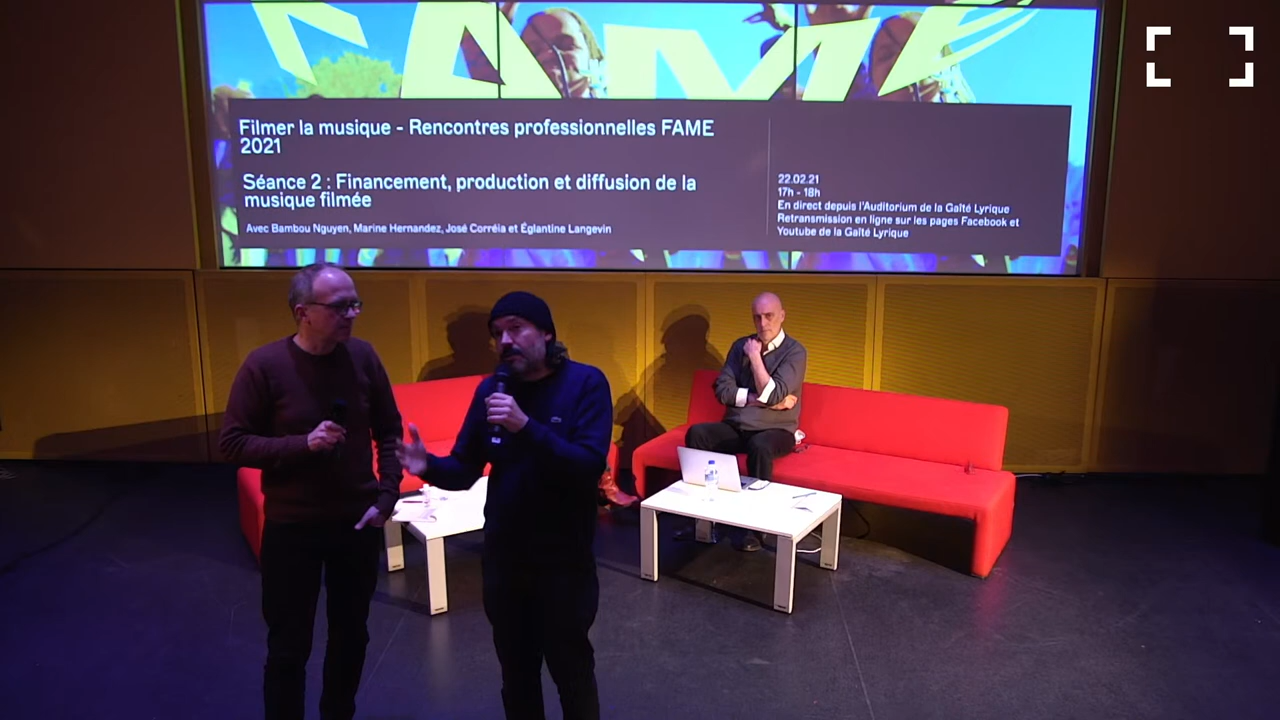 FAME
Filmer la musique - Rencontres professionnelles FAME
2021
Séance 2 : Financement, production et diffusion de la
musique filmée
Avec Bambou Nguyen, Marine Hernandez, José Corréia et Églantine Langevin
22.02.21
17h - 18h
En direct depuis l'Auditorium de la Gaîté Lyrique
Retransmission en ligne sur les pages Facebook et
Youtube de la Gaîté Lyrique